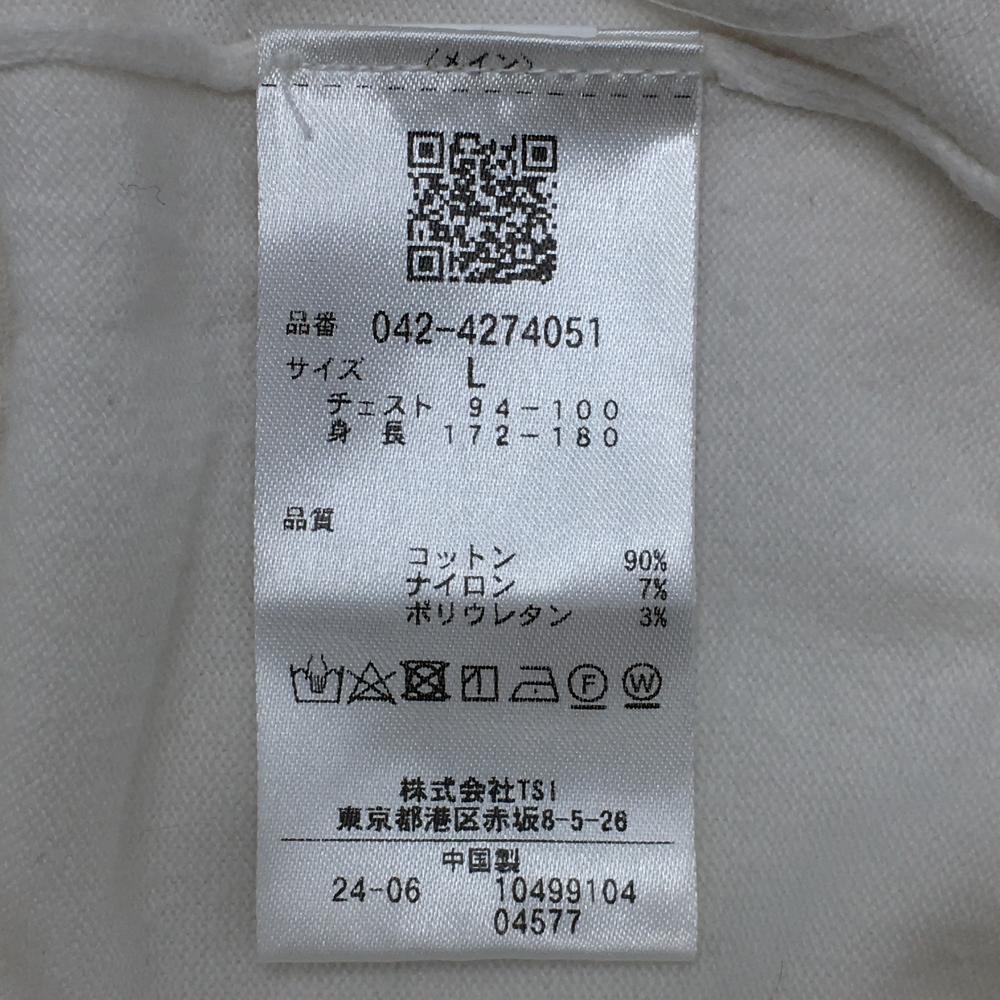 (メイン)
品番 042-4274051
サイズ L
チェスト 94-100
身長 172-180
品質
コットン 90%
ナイロン 7%
ポリウレタン 3%
1 F W
株式会社TSI
東京都港区赤坂8-5-26
中国製
24-06 10499104
04577